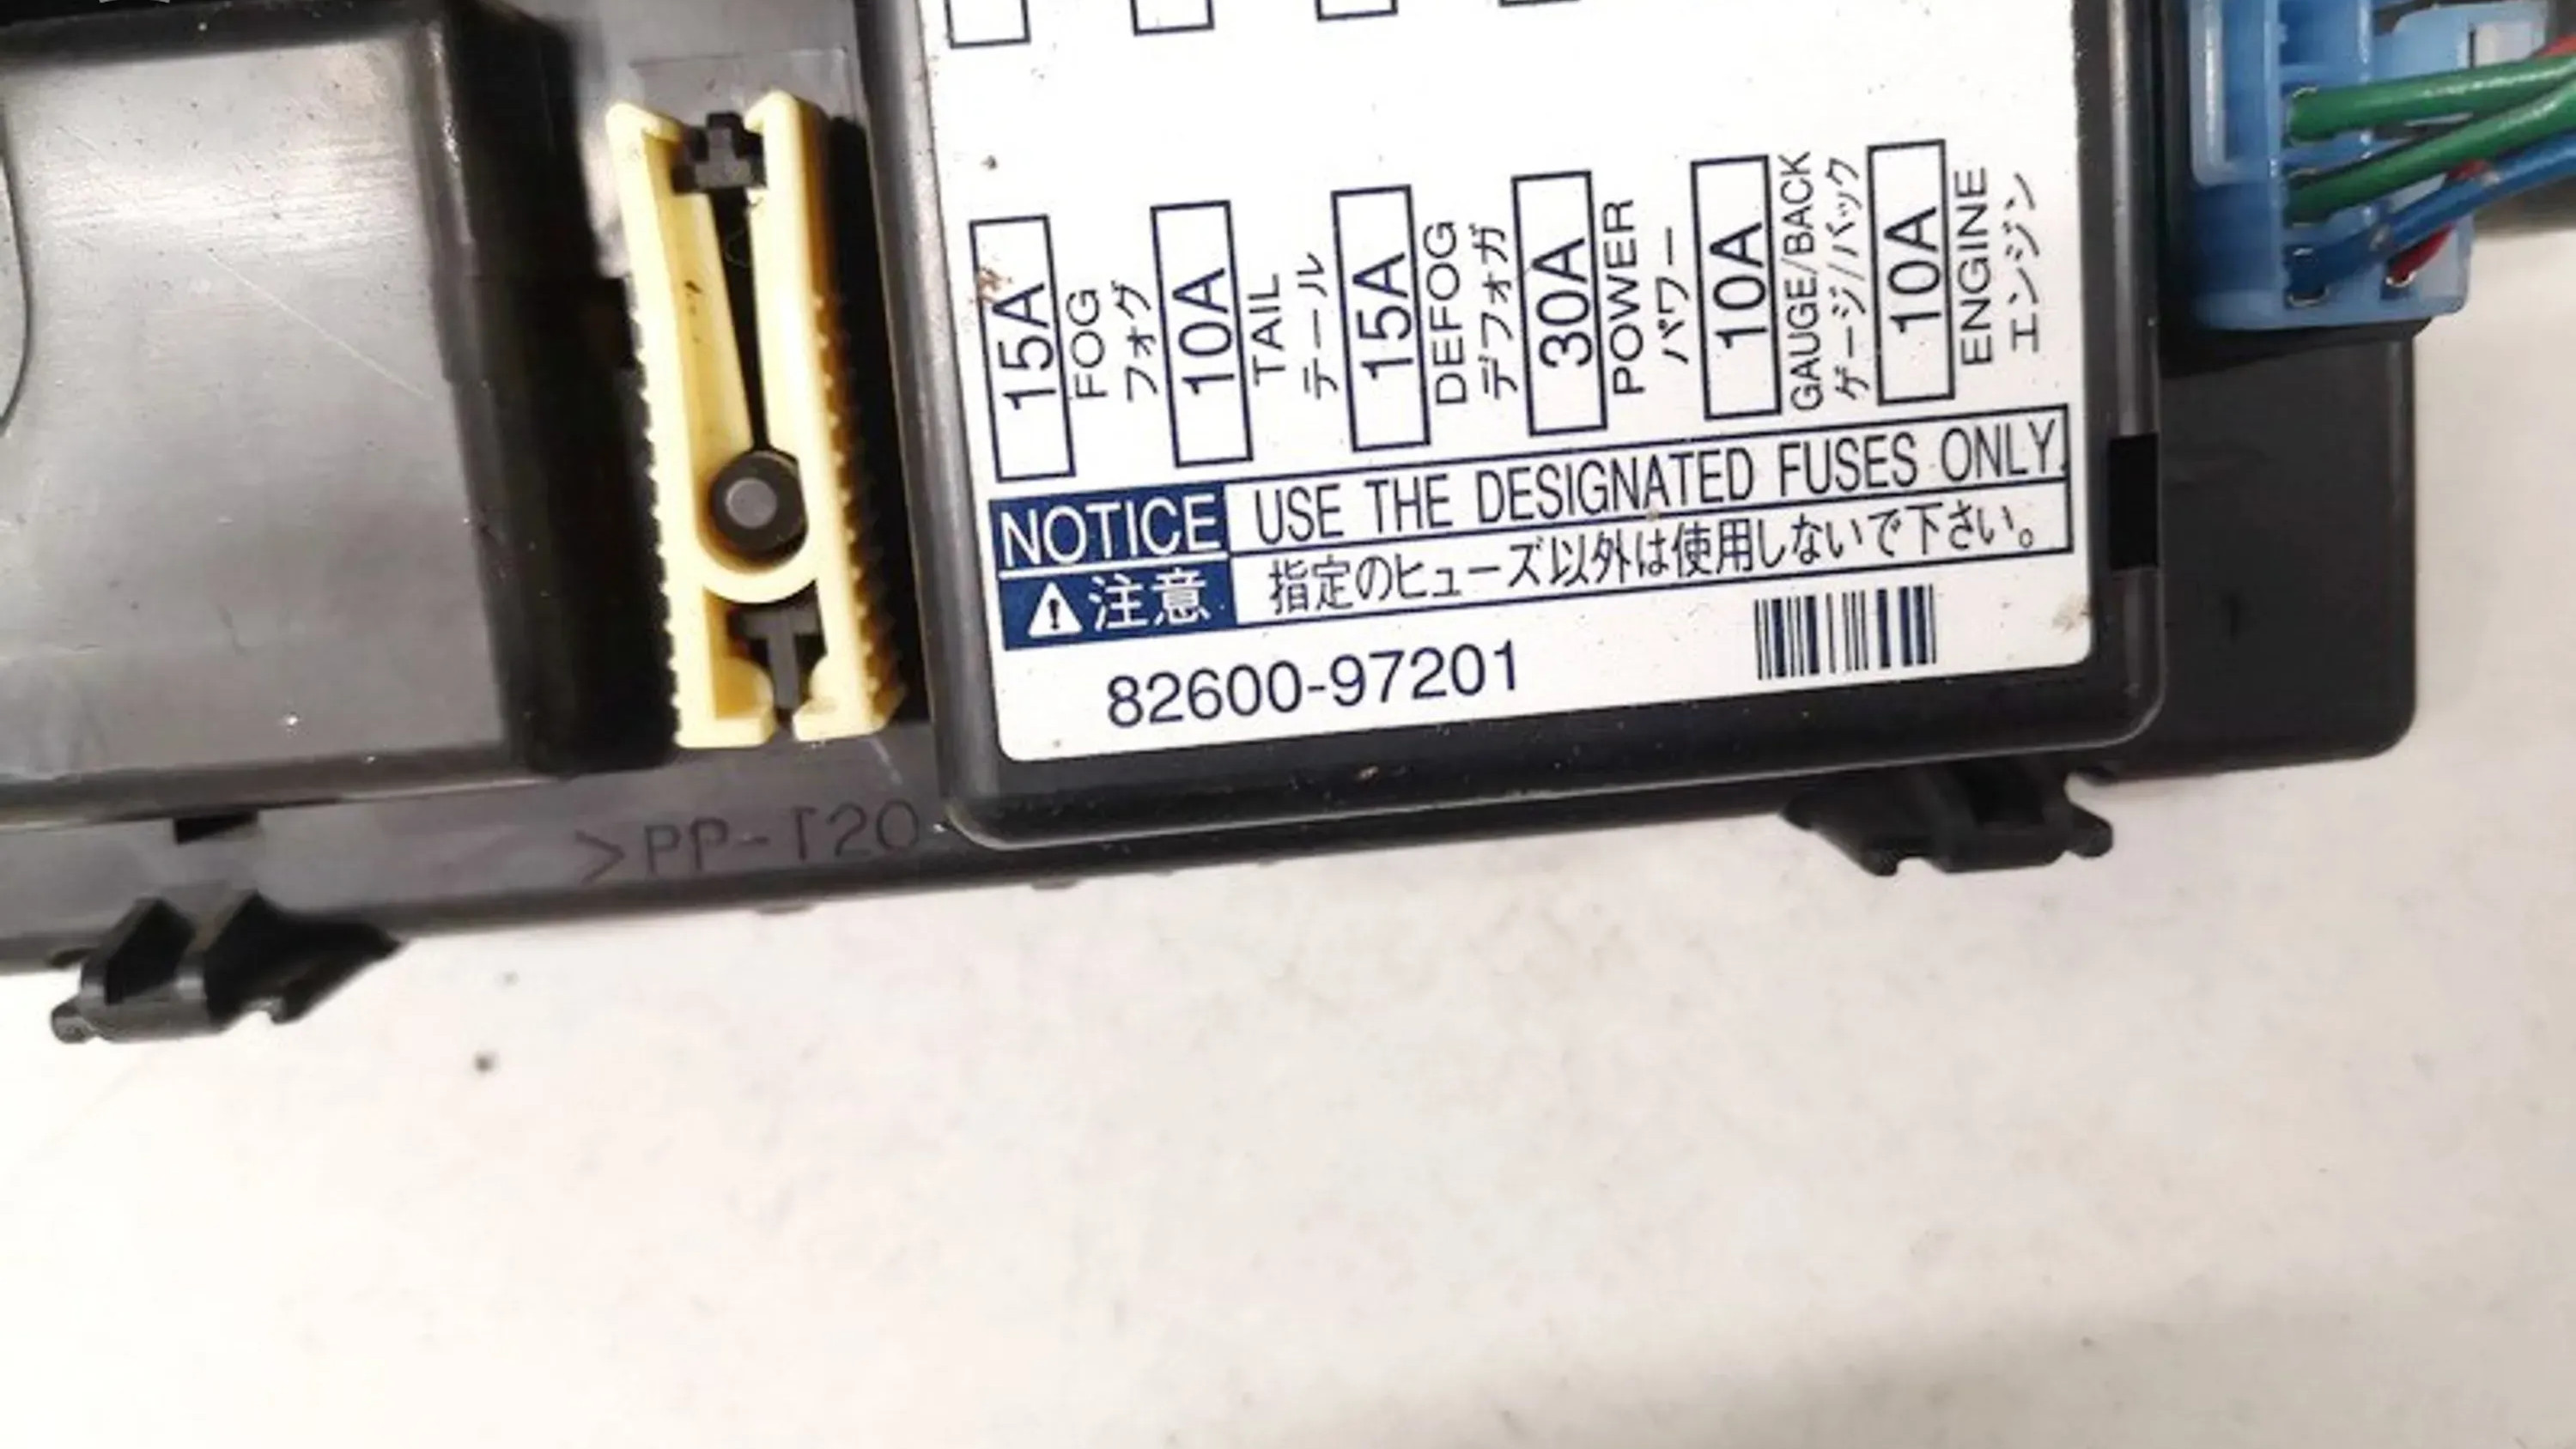 15A
FOG
フォグ
10A
TAIL
テール
15A
DEFOG
デフォガ
30A
POWER
パワー
10A
GAUGE/BACK
ゲージ/バック
10A
ENGINE
エンジン
NOTICE USE THE DESIGNATED FUSES ONLY.
注意 指定のヒューズ以外は使用しないで下さい。
82600-97201
>PP-T20